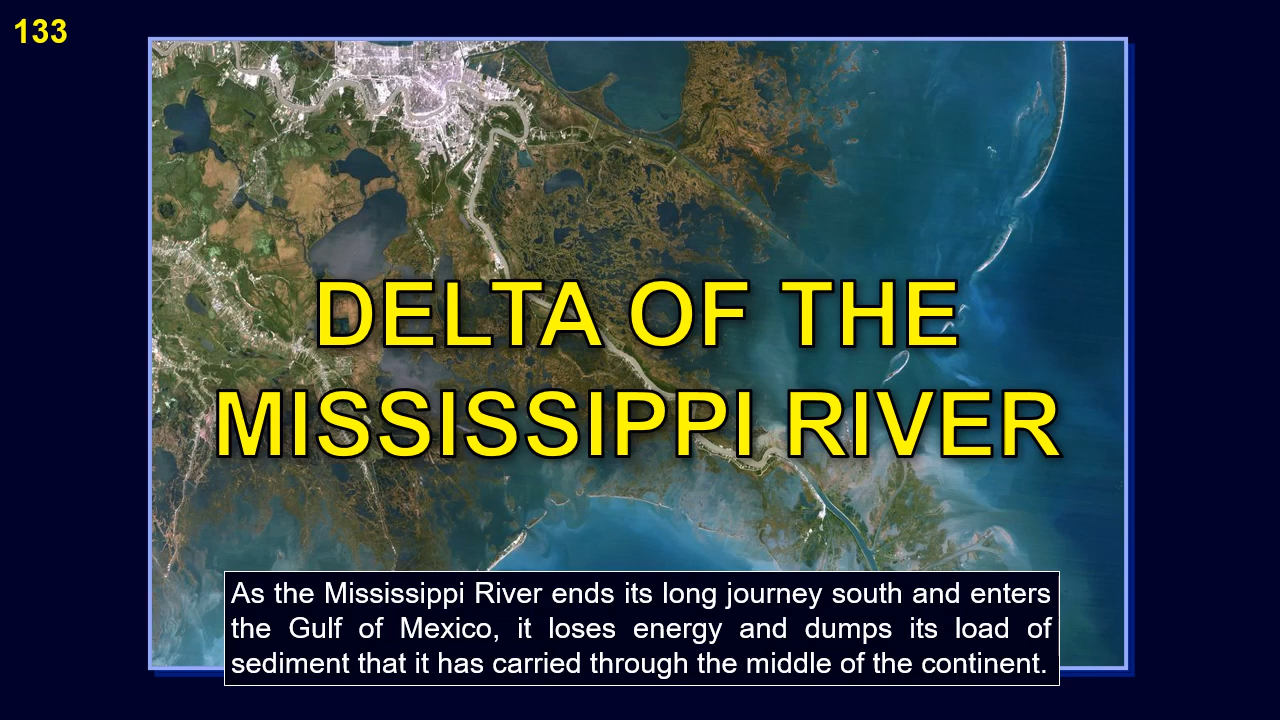 133
DELTA OF THE
MISSISSIPPI RIVER
As the Mississippi River ends its long journey south and enters
the Gulf of Mexico, it loses energy and dumps its load of
sediment that it has carried through the middle of the continent.